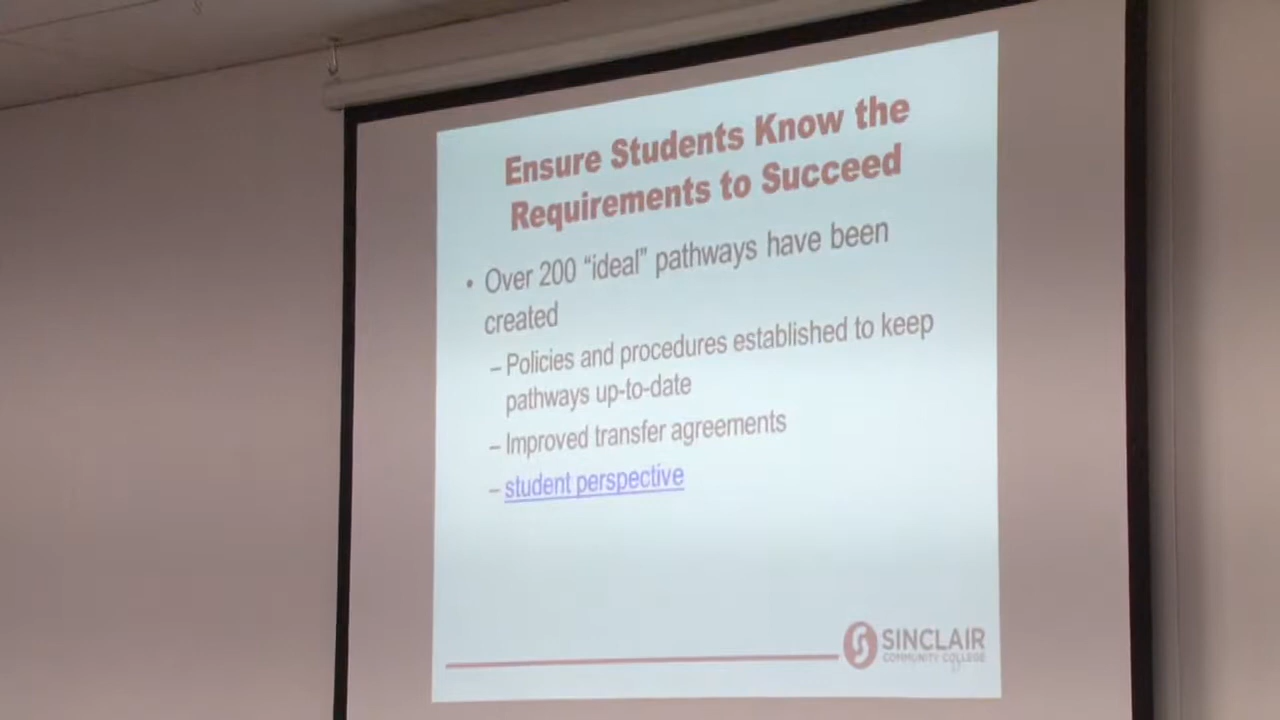 Ensure Students Know the
Requirements to Succeed
• Over 200 “ideal” pathways have been
created
– Policies and procedures established to keep
pathways up-to-date
– Improved transfer agreements
– student perspective
SINCLAIR
COMMUNITY COLLEGE